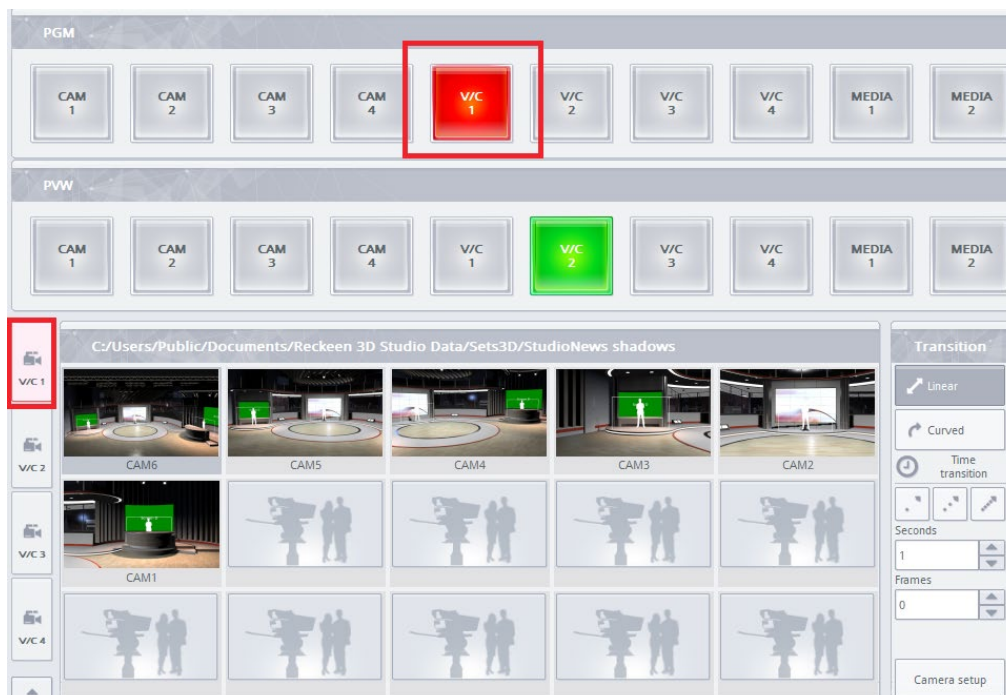 PGM
CAM
1
CAM
2
CAM
3
CAM
4
V/C
1
V/C
2
V/C
3
V/C
4
MEDIA
1
MEDIA
2
PVW
CAM
1
CAM
2
CAM
3
CAM
4
V/C
1
V/C
2
V/C
3
V/C
4
MEDIA
1
MEDIA
2
V/C 1
V/C 2
V/C 3
V/C 4
C:/Users/Public/Documents/Reckeen 3D Studio Data/Sets3D/StudioNews shadows
CAM6
CAM5
CAM4
CAM3
CAM2
CAM1
Transition
Linear
Curved
Time
transition
Seconds
1
Frames
0
Camera setup